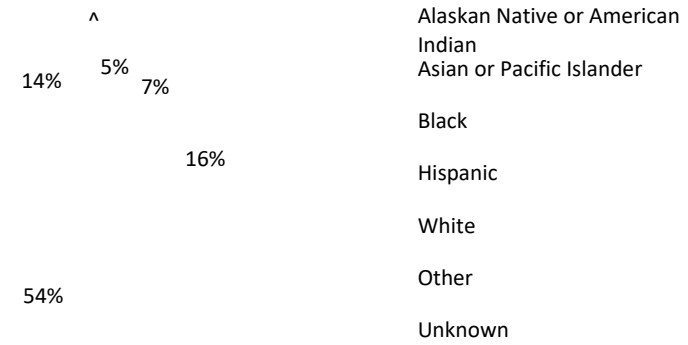 ^
5%
14%
7%
16%
54%
Alaskan Native or American
Indian
Asian or Pacific Islander
Black
Hispanic
White
Other
Unknown